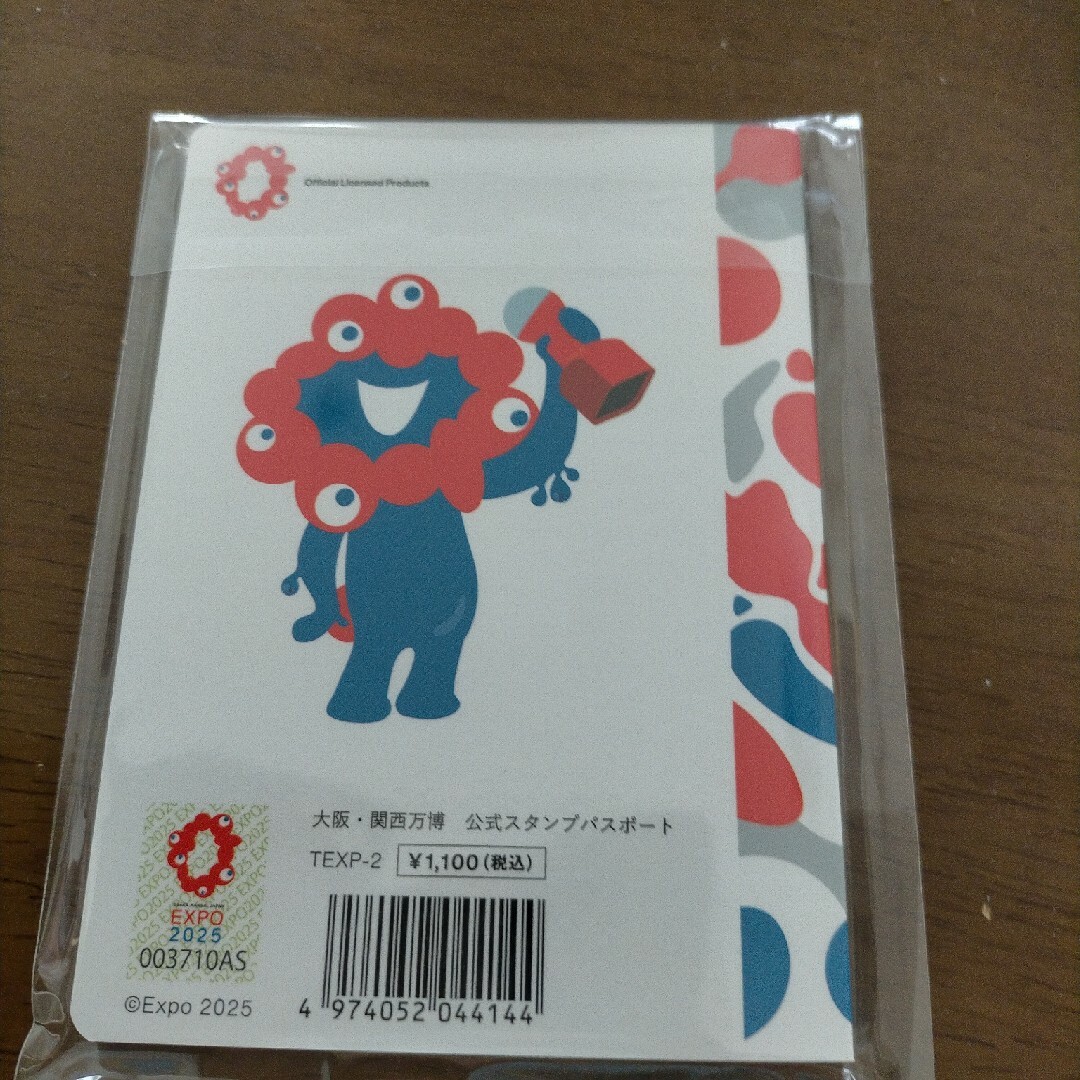 Official Licensed Products
大阪・関西万博　公式スタンプパスポート
TEXP-2 ¥1,100(税込)
EXPO
2025
003710AS
©Expo 2025
4 974052 044144